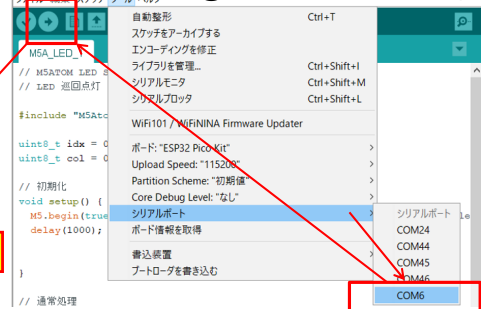 自動整形 Ctrl+T
スケッチをアーカイブする
エンコーディングを修正
M5A_LED_
ライブラリを管理... Ctrl+Shift+I
シリアルモニタ Ctrl+Shift+M
シリアルプロッタ Ctrl+Shift+L
WiFi101 / WiFiNINA Firmware Updater
ボード: "ESP32 Pico Kit"
Upload Speed: "115200"
Partition Scheme: "初期値"
Core Debug Level: "なし"
シリアルポート
ボード情報を取得
書込装置
ブートローダを書き込む
シリアルポート
COM24
COM44
COM45
COM46
COM6
// M5ATOM LED S
// LED 巡回点灯
#include "M5Ato
uint8_t idx = 0
uint8_t col = 0
// 初期化
void setup() {
M5.begin(true
le
delay(1000);
}
// 通常処理